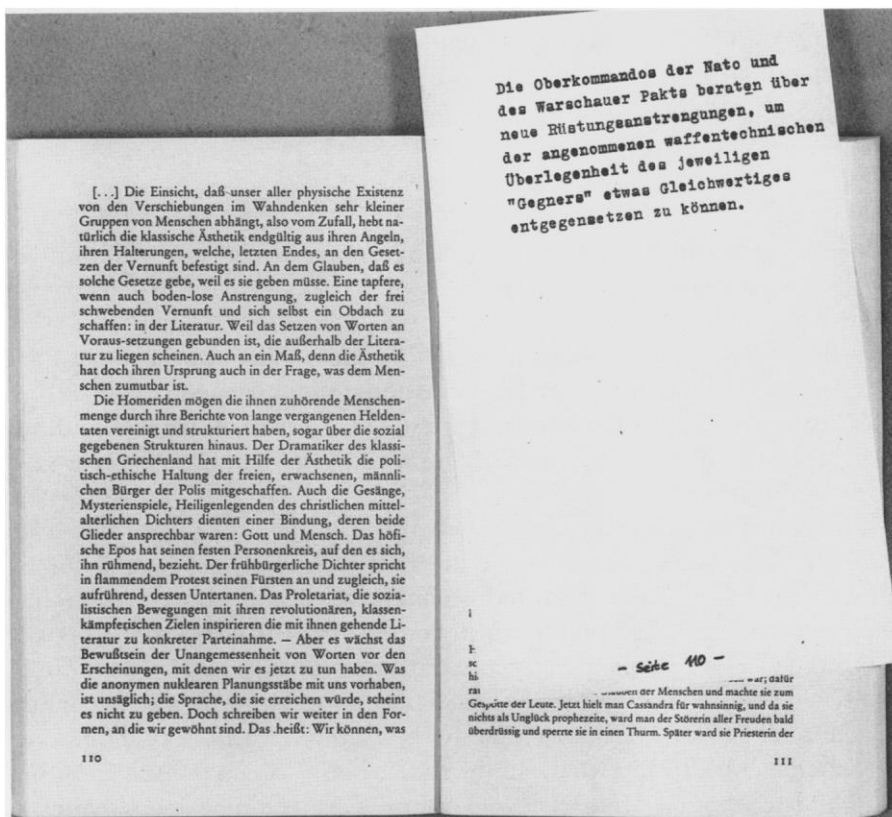 [...] Die Einsicht, daß unser aller physische Existenz
von den Verschiebungen im Wahndenken sehr kleiner
Gruppen von Menschen abhängt, also vom Zufall, hebt na-
türlich die klassische Ästhetik endgültig aus ihren Angeln,
ihren Halterungen, welche, letzten Endes, an den Geset-
zen der Vernunft befestigt sind. An dem Glauben, daß es
solche Gesetze gebe, weil es sie geben müsse. Eine tapfere,
wenn auch boden-lose Anstrengung, zugleich der frei
schwebenden Vernunft und sich selbst ein Obdach zu
schaffen: in der Literatur. Weil das Setzen von Worten an
Voraus-setzungen gebunden ist, die außerhalb der Litera-
tur zu liegen scheinen. Auch an ein Maß, denn die Ästhetik
hat doch ihren Ursprung auch in der Frage, was dem Men-
schen zumutbar ist.
Die Homeriden mögen die ihnen zuhörende Menschen-
menge durch ihre Berichte von lange vergangenen Helden-
taten vereinigt und strukturiert haben, sogar über die sozial
gegebenen Strukturen hinaus. Der Dramatiker des klassi-
schen Griechenland hat mit Hilfe der Ästhetik die poli-
tisch-ethische Haltung der freien, erwachsenen, männli-
chen Bürger der Polis mitgeschaffen. Auch die Gesänge,
Mysterienspiele, Heiligenlegenden des christlichen mittel-
alterlichen Dichters dienten einer Bindung, deren beide
Glieder ansprechbar waren: Gott und Mensch. Das höfi-
sche Epos hat seinen festen Personenkreis, auf den es sich,
ihn rühmend, bezieht. Der frühbürgerliche Dichter spricht
in flammendem Protest seinen Fürsten an und zugleich, sie
aufrührend, dessen Untertanen. Das Proletariat, die sozia-
listischen Bewegungen mit ihren revolutionären, klassen-
kämpferischen Zielen inspirieren die mit ihnen gehende Li-
teratur zu konkreter Parteinahme. — Aber es wächst das
Bewußtsein der Unangemessenheit von Worten vor den
Erscheinungen, mit denen wir es jetzt zu tun haben. Was
die anonymen nuklearen Planungsstäbe mit uns vorhaben,
ist unsäglich; die Sprache, die sie erreichen würde, scheint
es nicht zu geben. Doch schreiben wir weiter in den For-
men, an die wir gewöhnt sind. Das heißt: Wir können, was
110
Die Oberkommandos der Nato und
des Warschauer Pakts beraten über
neue Rüstungsanstrengungen, um
der angenommenen waffentechnischen
Überlegenheit des jeweiligen
"Gegners" etwas Gleichwertiges
entgegensetzen zu können.
- Seite 110 -
war; dafür
der Menschen und machte sie zum
Gespötte der Leute. Jetzt hielt man Cassandra für wahnsinnig, und da sie
nichts als Unglück prophezeite, ward man der Störerin aller Freuden bald
überdrüssig und sperrte sie in einen Thurm. Später ward sie Priesterin der
111